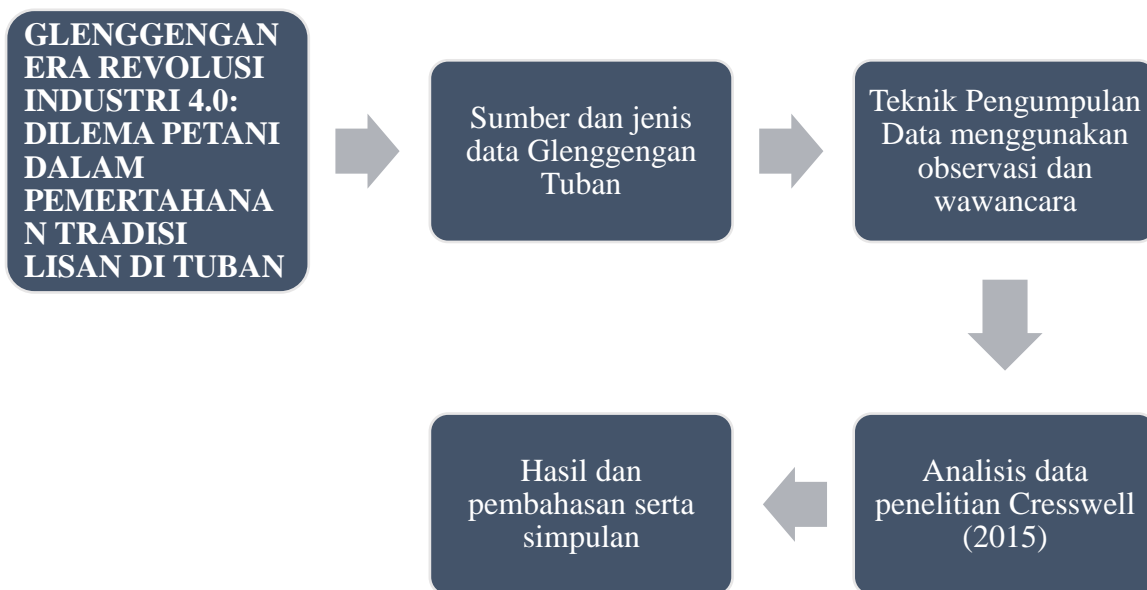 GLENGGENGAN
ERA REVOLUSI
INDUSTRI 4.0:
DILEMA PETANI
DALAM
PEMERTAHANA
N TRADISI
LISAN DI TUBAN
Sumber dan jenis
data Glenggengan
Tuban
Teknik Pengumpulan
Data menggunakan
observasi dan
wawancara
Analisis data
penelitian Cresswell
(2015)
Hasil dan
pembahasan serta
simpulan